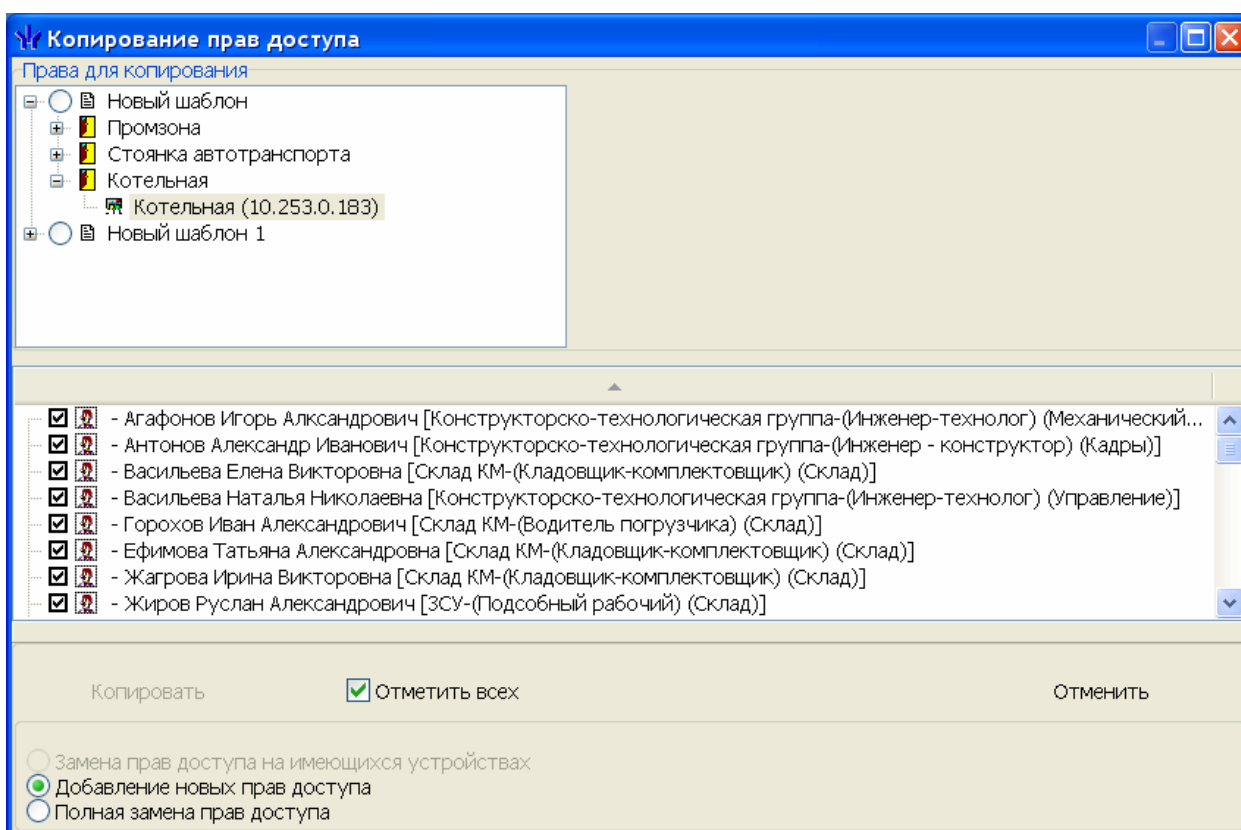 Копирование прав доступа
Права для копирования
Новый шаблон
Промзона
Стоянка автотранспорта
Котельная
Котельная (10.253.0.183)
Новый шаблон 1
- Агафонов Игорь Алксандрович [Конструкторско-технологическая группа-(Инженер-технолог) (Механический...
- Антонов Александр Иванович [Конструкторско-технологическая группа-(Инженер - конструктор) (Кадры)]
- Васильева Елена Викторовна [Склад КМ-(Кладовщик-комплектовщик) (Склад)]
- Васильева Наталья Николаевна [Конструкторско-технологическая группа-(Инженер-технолог) (Управление)]
- Горохов Иван Александрович [Склад КМ-(Водитель погрузчика) (Склад)]
- Ефимова Татьяна Александровна [Склад КМ-(Кладовщик-комплектовщик) (Склад)]
- Жагрова Ирина Викторовна [Склад КМ-(Кладовщик-комплектовщик) (Склад)]
- Жиров Руслан Александрович [ЗСУ-(Подсобный рабочий) (Склад)]
Копировать Отметить всех Отменить
Замена прав доступа на имеющихся устройствах
Добавление новых прав доступа
Полная замена прав доступа